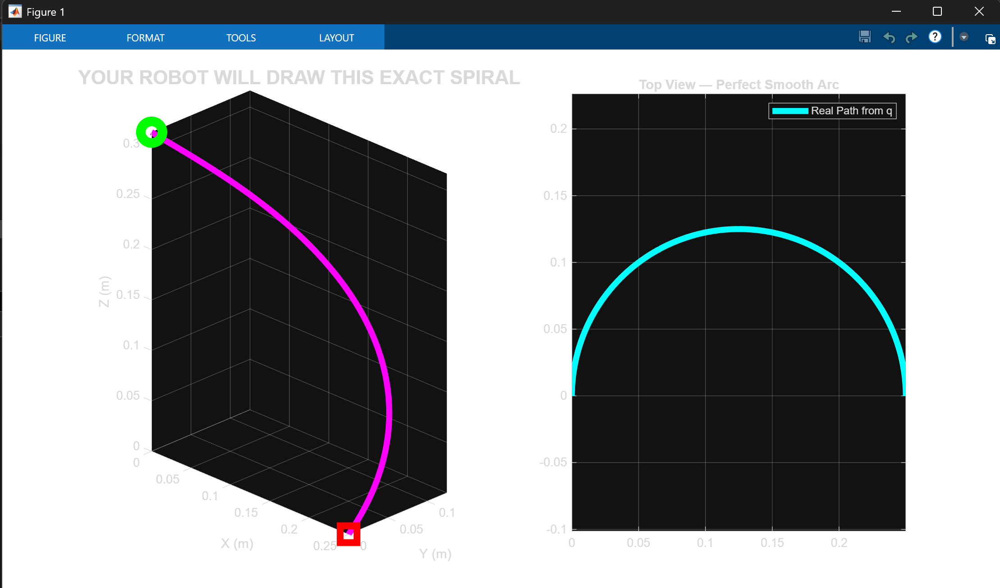 Figure 1
FIGURE FORMAT TOOLS LAYOUT
YOUR ROBOT WILL DRAW THIS EXACT SPIRAL
0.3
0.25
0.2
0.15
0.1
0.05
0
Z (m)
0
0.05
0.1
0.15
0.2
0.25
X (m)
0
0.05
0.1
Y (m)
Top View — Perfect Smooth Arc
Real Path from q
0.2
0.15
0.1
0.05
0
-0.05
-0.1
0 0.05 0.1 0.15 0.2